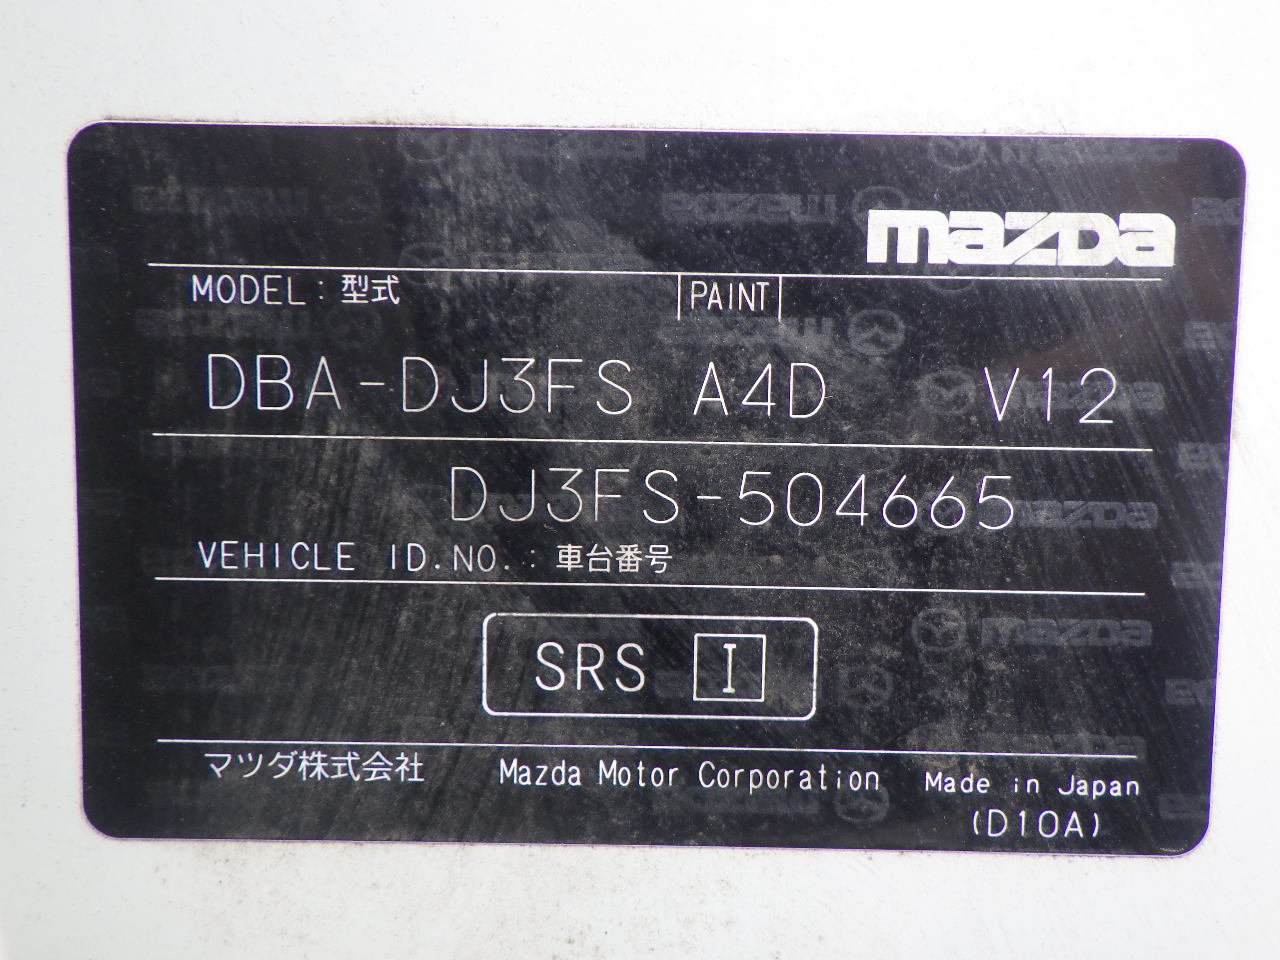 mazda
MODEL : 型式 PAINT
DBA-DJ3FS A4D V12
DJ3FS-504665
VEHICLE ID.NO. : 車台番号
SRS I
マツダ株式会社 Mazda Motor Corporation Made in Japan
(D10A)